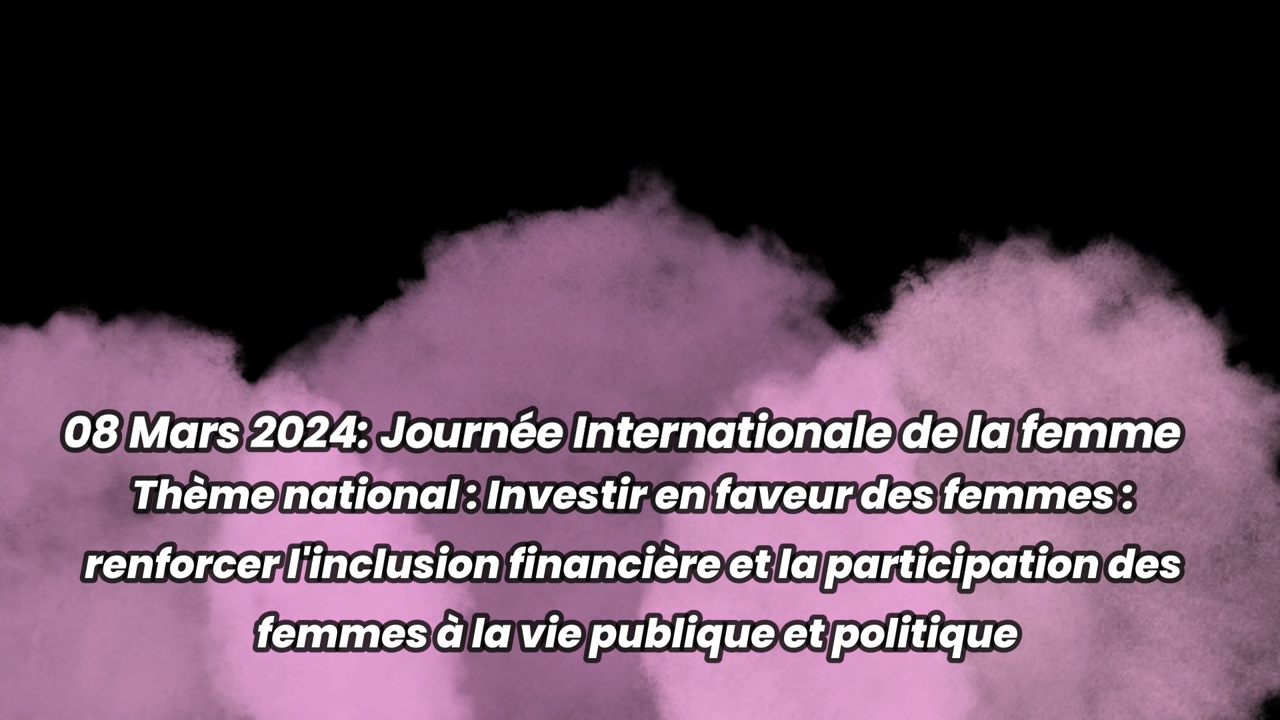 08 Mars 2024: Journée Internationale de la femme
Thème national : Investir en faveur des femmes :
renforcer l'inclusion financière et la participation des
femmes à la vie publique et politique